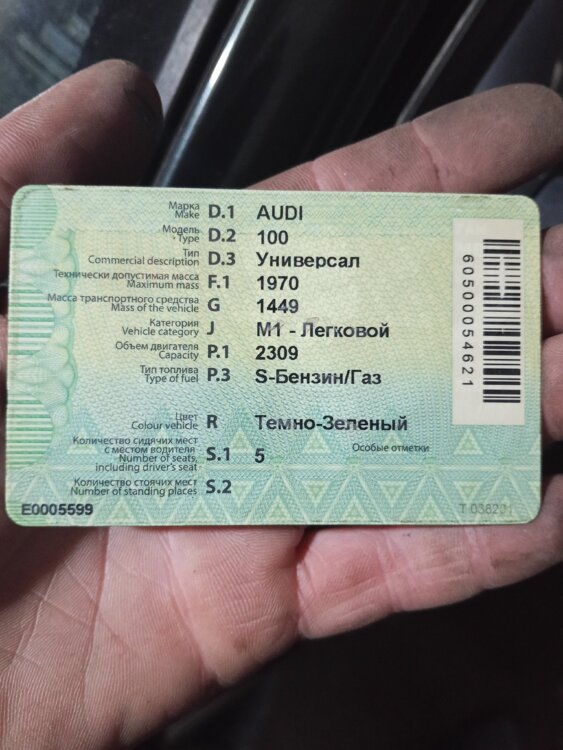 Марка
Make D.1 AUDI
Модель
Type D.2 100
Тип
Commercial description D.3 Универсал
Технически допустимая масса
Maximum mass F.1 1970
Масса транспортного средства
Mass of the vehicle G 1449
Категория
Vehicle category J M1 - Легковой
Объем двигателя
Capacity P.1 2309
Тип топлива
Type of fuel P.3 S-Бензин/Газ
Цвет
Colour vehicle R Темно-Зеленый
Количество сидячих мест
с местом водителя
Number of seats, S.1 5
including driver's seat
Особые отметки
Количество стоячих мест
Number of standing places S.2
E0005599
60500054621